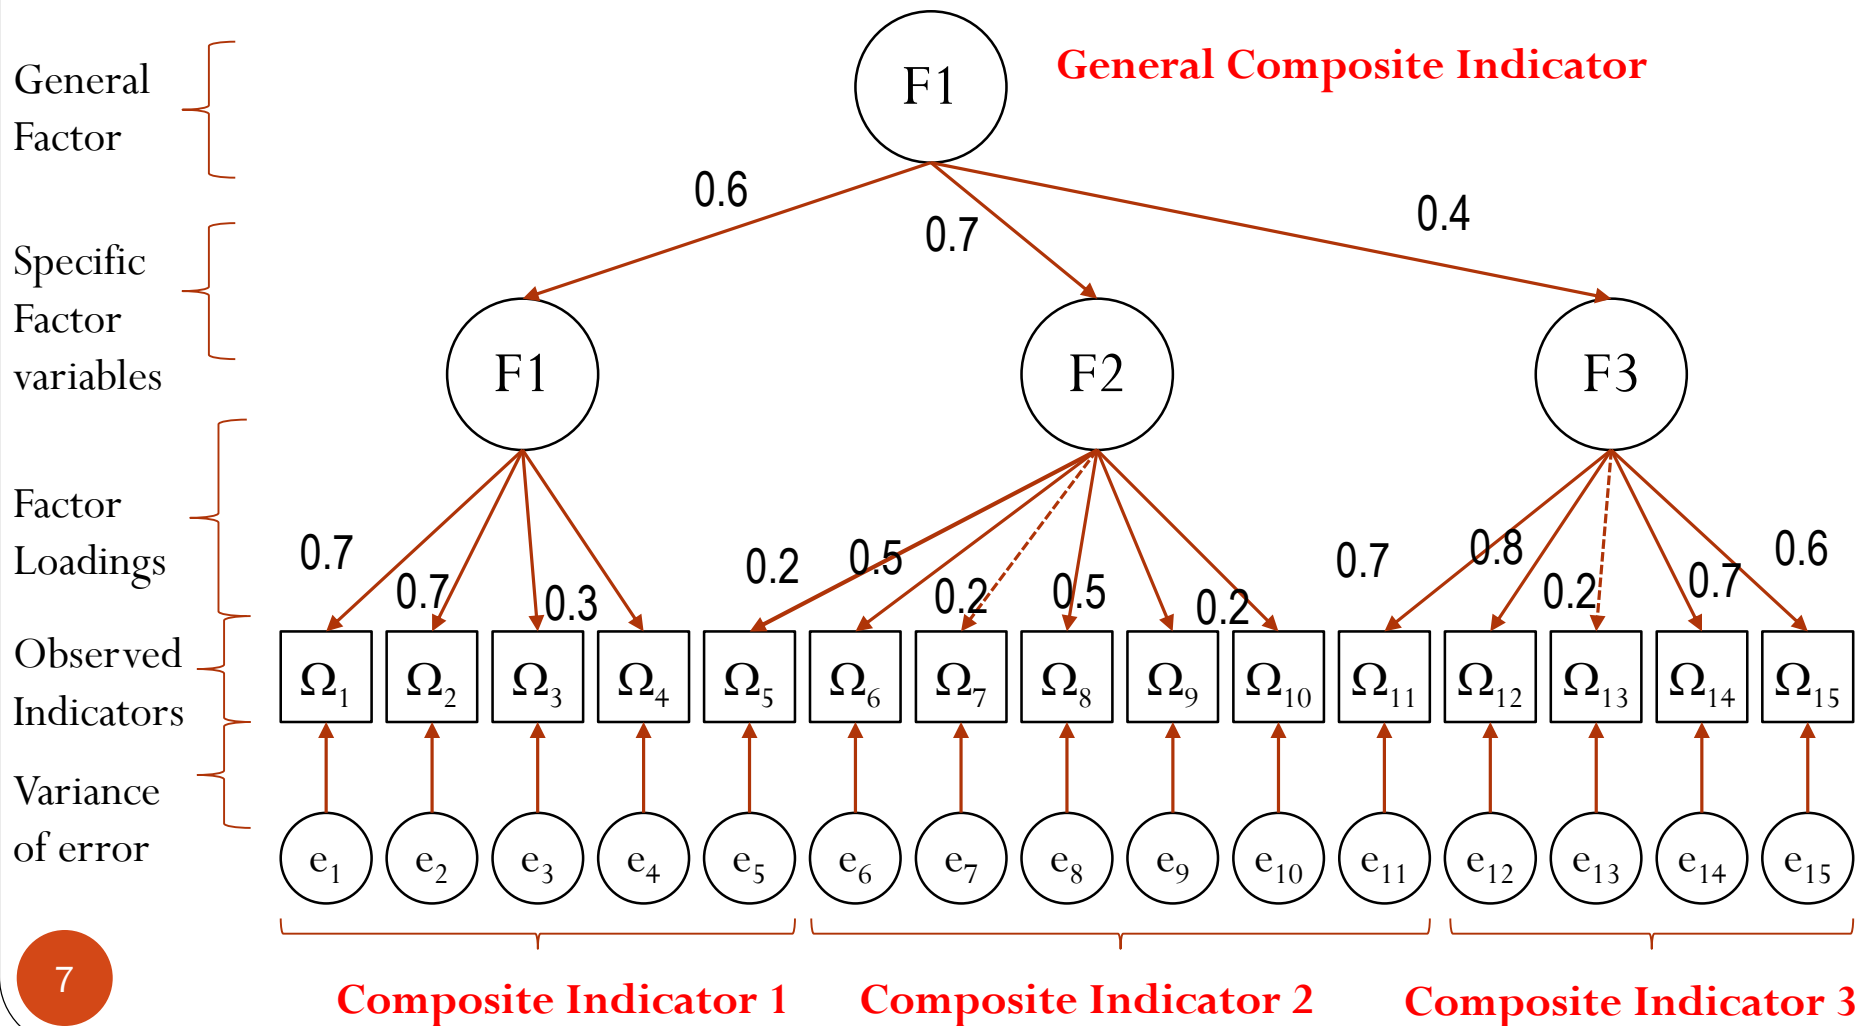 General
Factor
F1
General Composite Indicator
0.6
0.7
0.4
Specific
Factor
variables
F1
F2
F3
Factor
Loadings
0.7
0.7
0.3
0.2
0.5
0.2
0.5
0.2
0.7
0.8
0.2
0.7
0.6
Observed
Indicators
Ω1 Ω2 Ω3 Ω4 Ω5 Ω6 Ω7 Ω8 Ω9 Ω10 Ω11 Ω12 Ω13 Ω14 Ω15
Variance
of error
e1 e2 e3 e4 e5 e6 e7 e8 e9 e10 e11 e12 e13 e14 e15
7
Composite Indicator 1
Composite Indicator 2
Composite Indicator 3